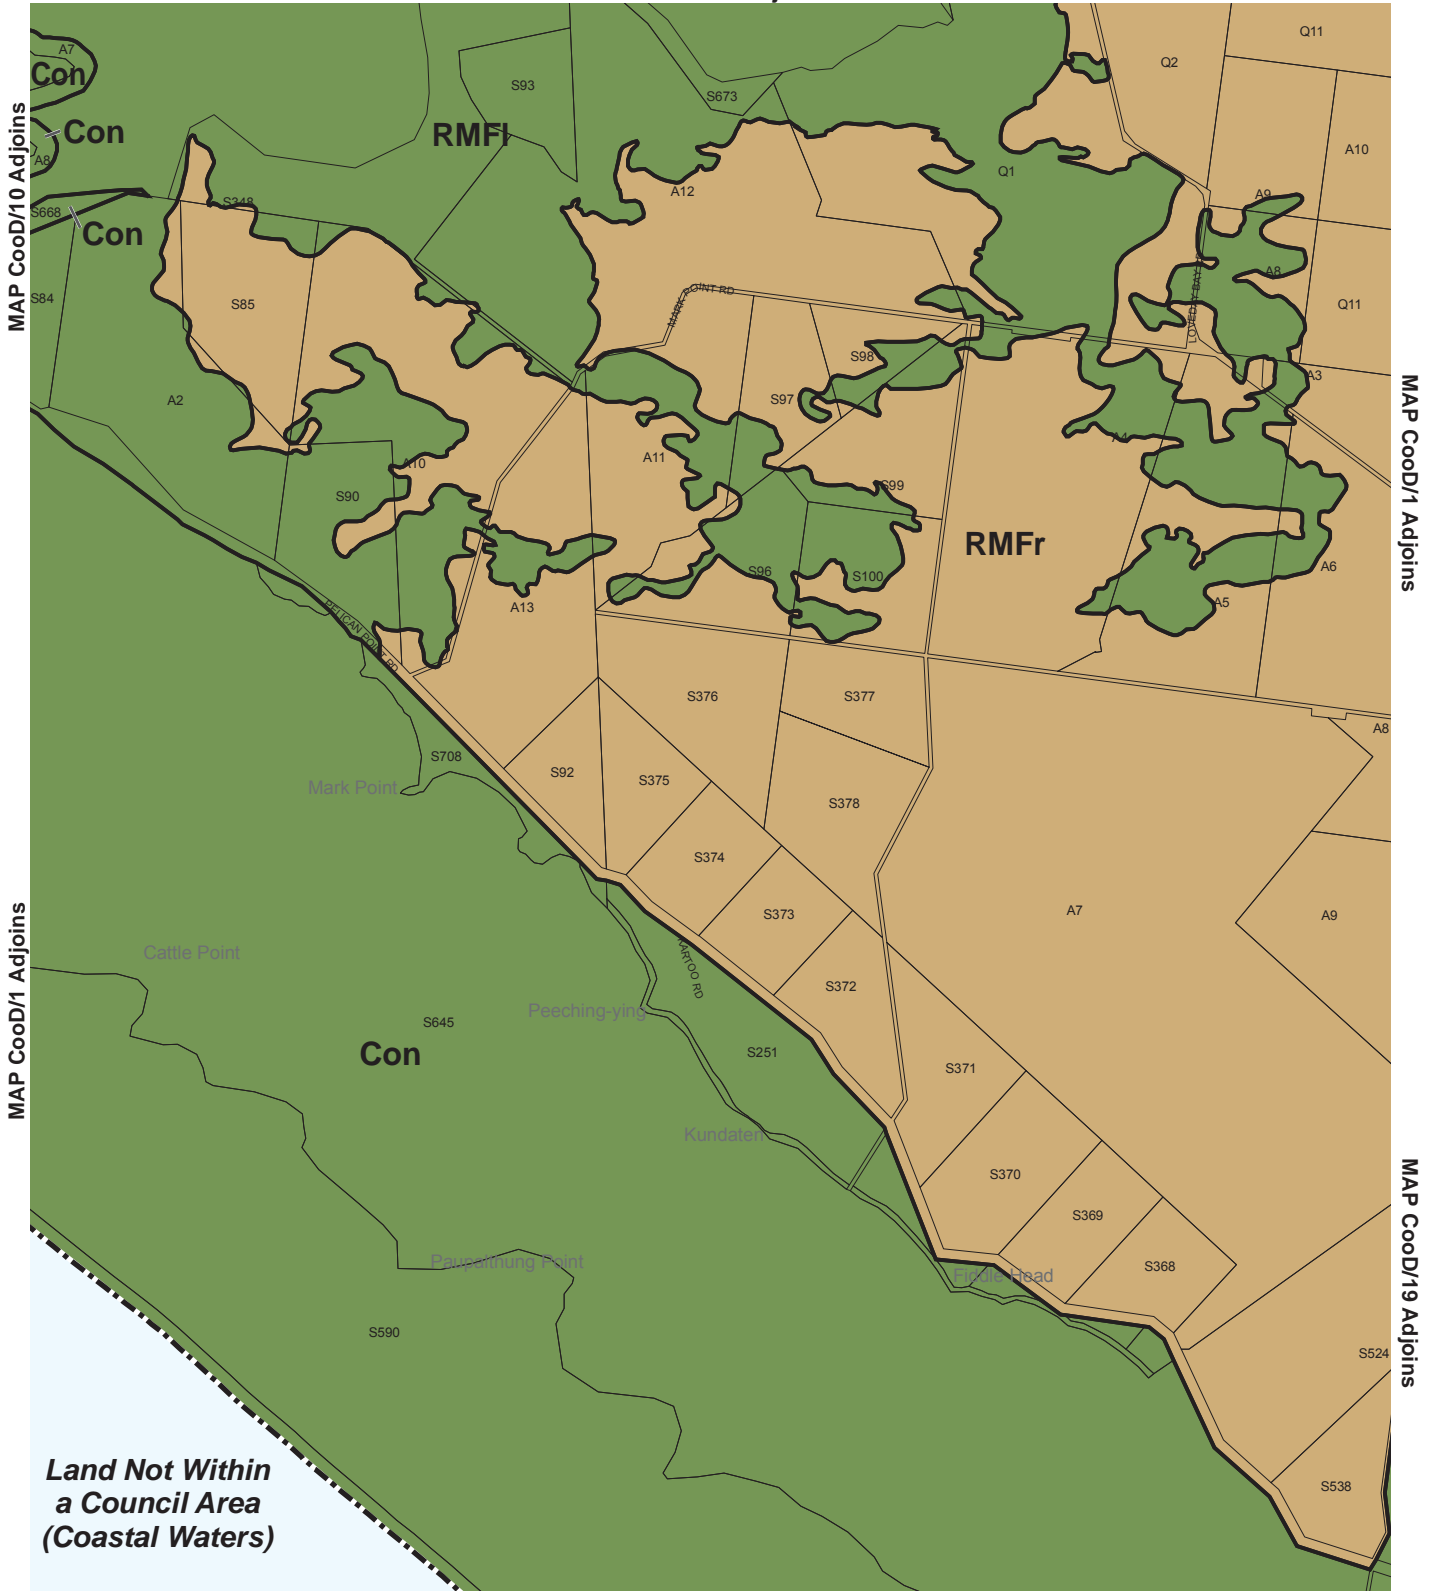 Q11
A7
Con
Q2
S93
RMFl
S673
MAP CooD/10 Adjoins
Con
A8
A10
Q1
A12
A9
S348
S668
Con
A8
S84
S85
MARK POINT RD
LOVEDAY BAY
Q11
S98
A3
A2
S97
A4
A11
A10
S90
S99
MAP CooD/1 Adjoins
RMFr
S96
S100
A6
A5
A13
PELICAN POINT RD
S376
S377
A8
S708
S92
S375
Mark Point
S378
S374
A7
S373
A9
MAP CooD/1 Adjoins
Cattle Point
KARTOO RD
S372
Peeching-ying
S645
Con
S251
S371
Kundaten
S370
MAP CooD/19 Adjoins
S369
Paupalthung Point
S368
Fiddle Head
S590
S524
Land Not Within
a Council Area
(Coastal Waters)
S538